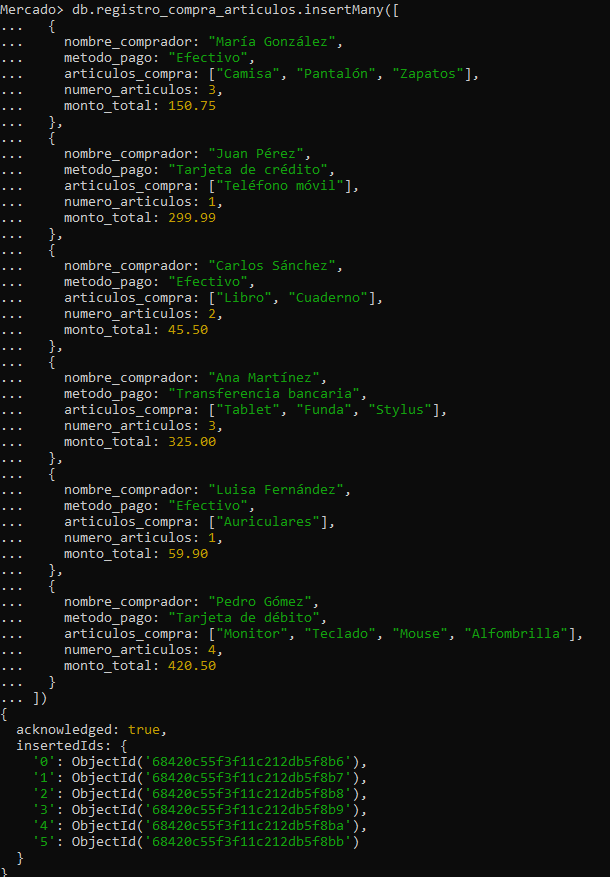 Mercado> db.registro_compra_articulos.insertMany([
...   {
...     nombre_comprador: "María González",
...     metodo_pago: "Efectivo",
...     articulos_compra: ["Camisa", "Pantalón", "Zapatos"],
...     numero_articulos: 3,
...     monto_total: 150.75
...   },
...   {
...     nombre_comprador: "Juan Pérez",
...     metodo_pago: "Tarjeta de crédito",
...     articulos_compra: ["Teléfono móvil"],
...     numero_articulos: 1,
...     monto_total: 299.99
...   },
...   {
...     nombre_comprador: "Carlos Sánchez",
...     metodo_pago: "Efectivo",
...     articulos_compra: ["Libro", "Cuaderno"],
...     numero_articulos: 2,
...     monto_total: 45.50
...   },
...   {
...     nombre_comprador: "Ana Martínez",
...     metodo_pago: "Transferencia bancaria",
...     articulos_compra: ["Tablet", "Funda", "Stylus"],
...     numero_articulos: 3,
...     monto_total: 325.00
...   },
...   {
...     nombre_comprador: "Luisa Fernández",
...     metodo_pago: "Efectivo",
...     articulos_compra: ["Auriculares"],
...     numero_articulos: 1,
...     monto_total: 59.90
...   },
...   {
...     nombre_comprador: "Pedro Gómez",
...     metodo_pago: "Tarjeta de débito",
...     articulos_compra: ["Monitor", "Teclado", "Mouse", "Alfombrilla"],
...     numero_articulos: 4,
...     monto_total: 420.50
...   }
... ])
{
  acknowledged: true,
  insertedIds: {
    '0': ObjectId('68420c55f3f11c212db5f8b6'),
    '1': ObjectId('68420c55f3f11c212db5f8b7'),
    '2': ObjectId('68420c55f3f11c212db5f8b8'),
    '3': ObjectId('68420c55f3f11c212db5f8b9'),
    '4': ObjectId('68420c55f3f11c212db5f8ba'),
    '5': ObjectId('68420c55f3f11c212db5f8bb')
  }
}